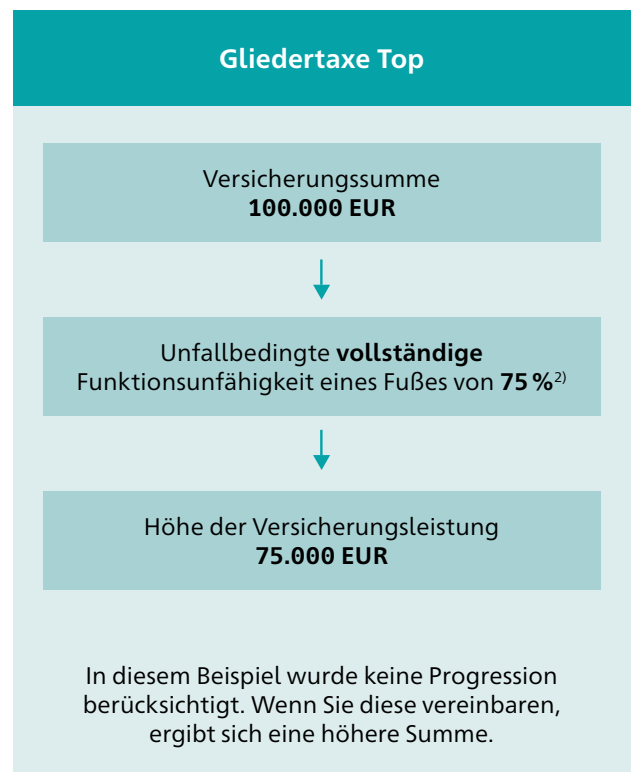 Gliedertaxe Top
Versicherungssumme
100.000 EUR
Unfallbedingte vollständige
Funktionsunfähigkeit eines Fußes von 75 %²⁾
Höhe der Versicherungsleistung
75.000 EUR
In diesem Beispiel wurde keine Progression
berücksichtigt. Wenn Sie diese vereinbaren,
ergibt sich eine höhere Summe.